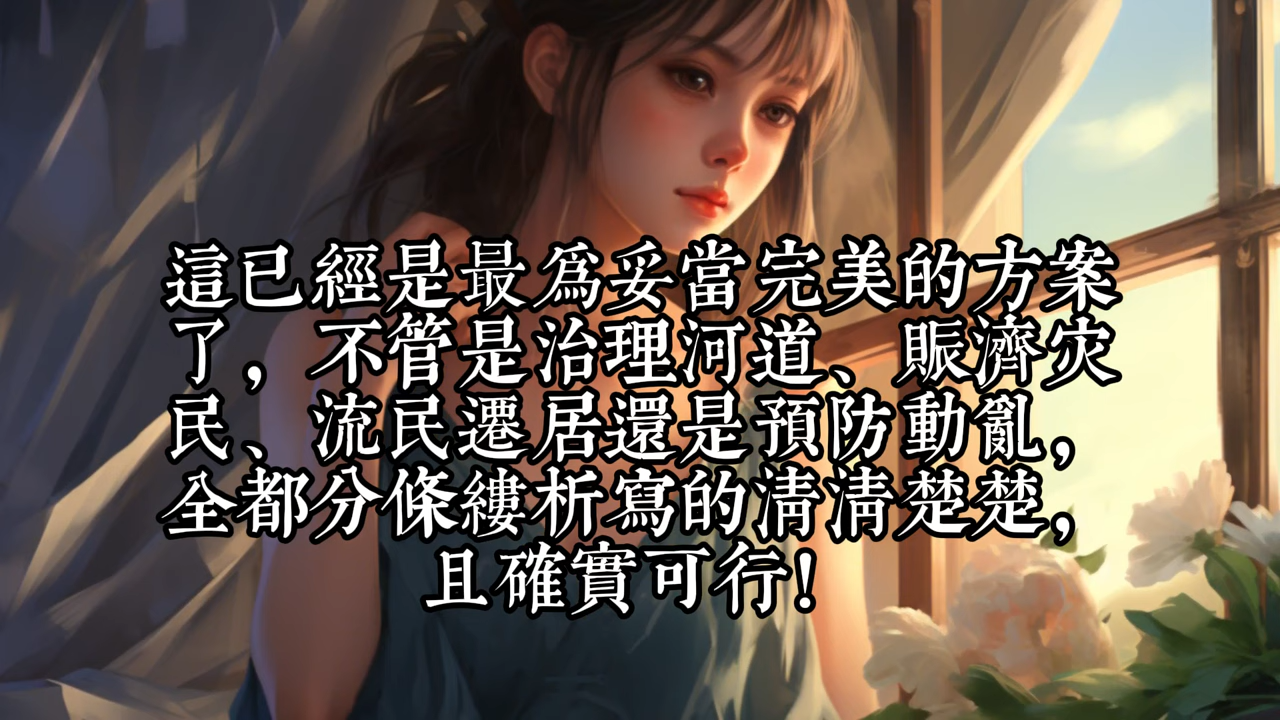 這已經是最爲妥當完美的方案
了，不管是治理河道、賑濟灾
民、流民遷居還是預防動亂，
全都分條縷析寫的清清楚楚，
且確實可行！